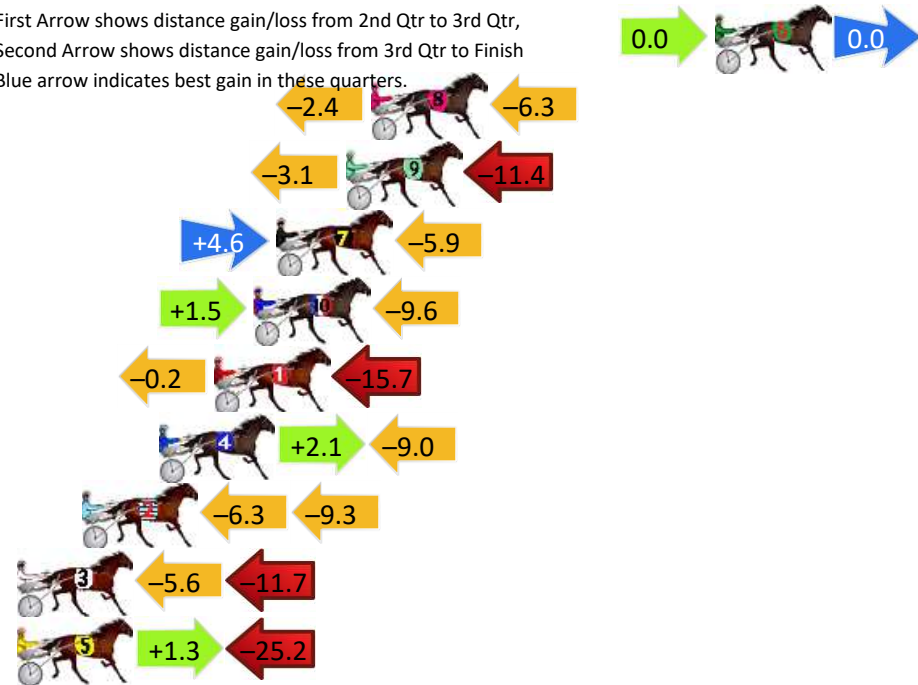 First Arrow shows distance gain/loss from 2nd Qtr to 3rd Qtr,
Second Arrow shows distance gain/loss from 3rd Qtr to Finish
Blue arrow indicates best gain in these quarters.
0.0 6 0.0
−2.4 8 −6.3
−3.1 9 −11.4
+4.6 7 −5.9
+1.5 10 −9.6
−0.2 1 −15.7
4 +2.1 −9.0
2 −6.3 −9.3
3 −5.6 −11.7
5 +1.3 −25.2